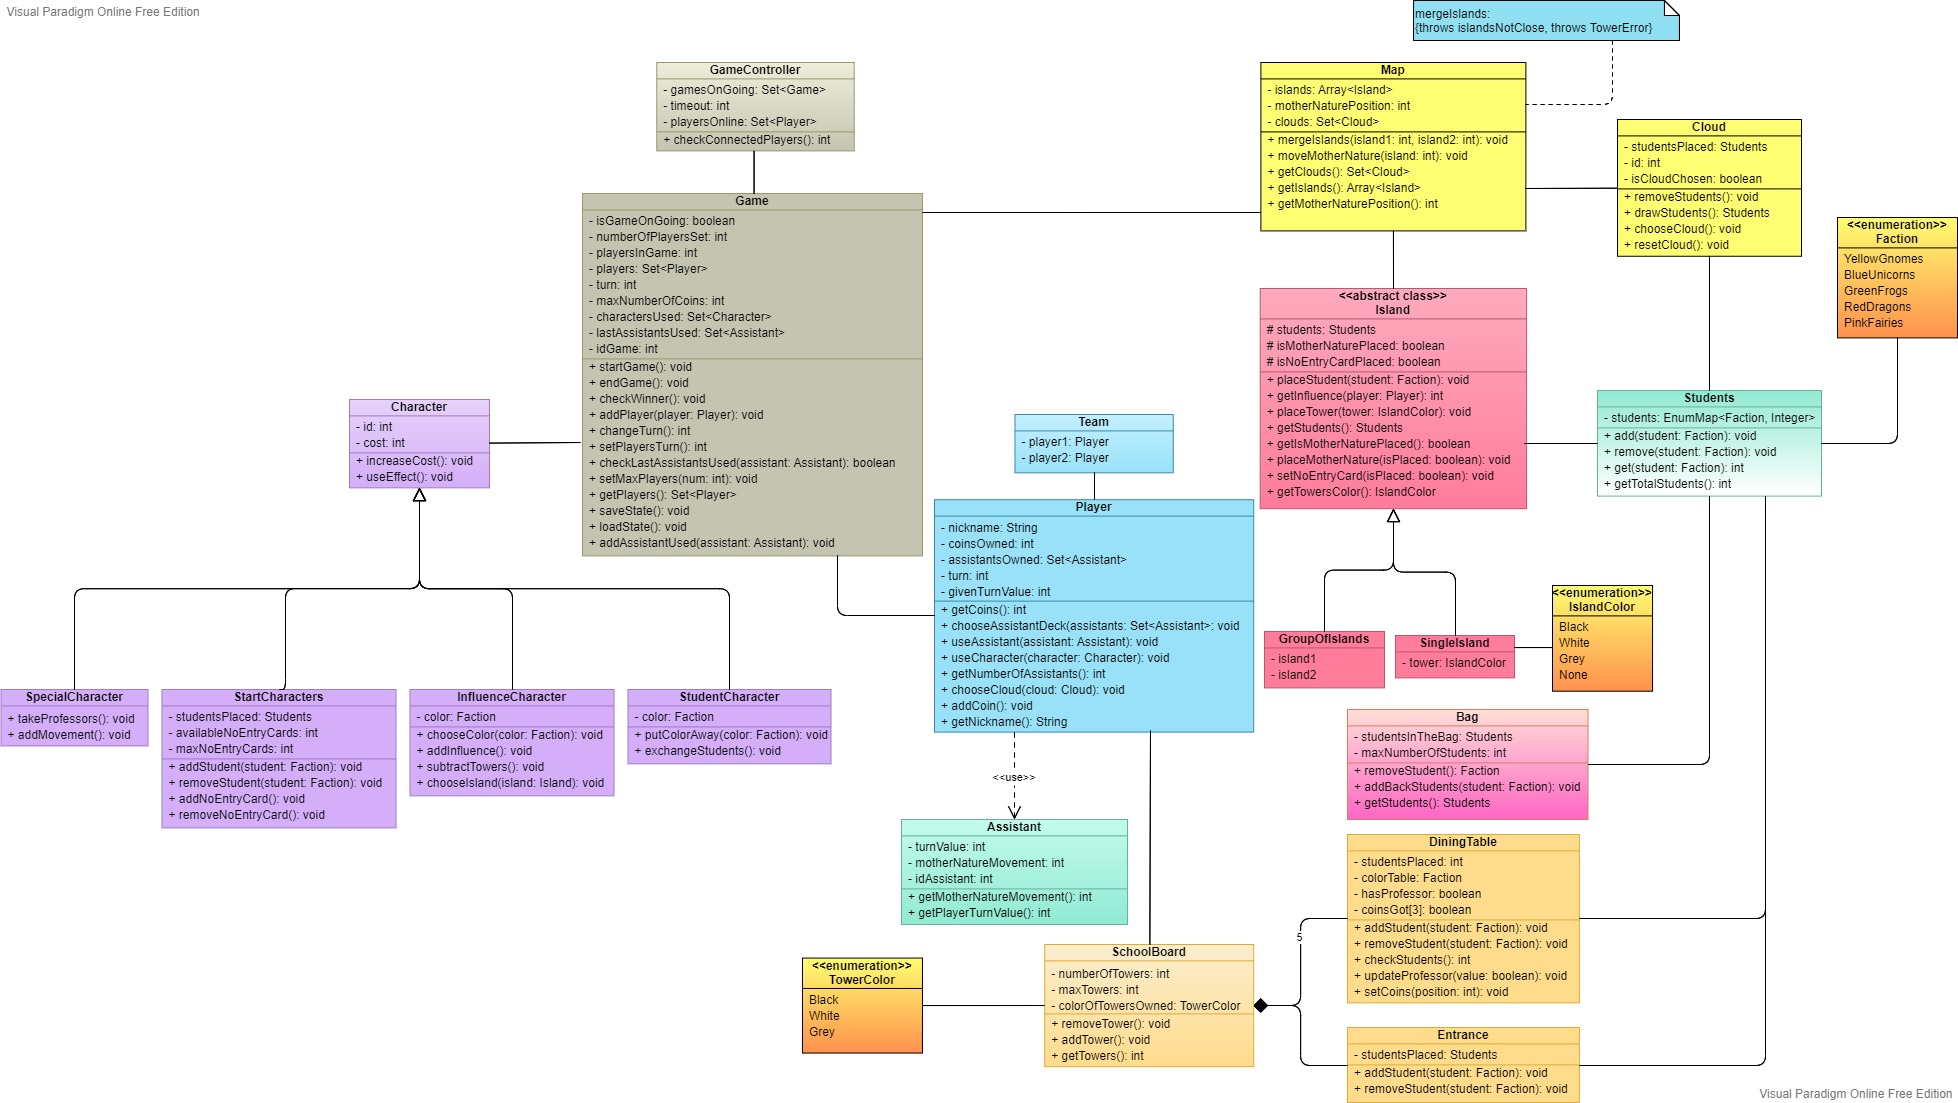 Visual Paradigm Online Free Edition
mergeIslands:
{throws islandsNotClose, throws TowerError}
GameController
- gamesOnGoing: Set<Game>
- timeout: int
- playersOnline: Set<Player>
+ checkConnectedPlayers(): int
Map
- islands: Array<Island>
- motherNaturePosition: int
- clouds: Set<Cloud>
+ mergeIslands(island1: int, island2: int): void
+ moveMotherNature(island: int): void
+ getClouds(): Set<Cloud>
+ getIslands(): Array<Island>
+ getMotherNaturePosition(): int
Cloud
- studentsPlaced: Students
- id: int
- isCloudChosen: boolean
+ removeStudents(): void
+ drawStudents(): Students
+ chooseCloud(): void
+ resetCloud(): void
<<enumeration>>
Faction
YellowGnomes
BlueUnicorns
GreenFrogs
RedDragons
PinkFairies
Game
- isGameOnGoing: boolean
- numberOfPlayersSet: int
- playersInGame: int
- players: Set<Player>
- turn: int
- maxNumberOfCoins: int
- charactersUsed: Set<Character>
- lastAssistantsUsed: Set<Assistant>
- idGame: int
+ startGame(): void
+ endGame(): void
+ checkWinner(): void
+ addPlayer(player: Player): void
+ changeTurn(): int
+ setPlayersTurn(): int
+ checkLastAssistantsUsed(assistant: Assistant): boolean
+ setMaxPlayers(num: int): void
+ getPlayers(): Set<Player>
+ saveState(): void
+ loadState(): void
+ addAssistantUsed(assistant: Assistant): void
<<abstract class>>
Island
# students: Students
# isMotherNaturePlaced: boolean
# isNoEntryCardPlaced: boolean
+ placeStudent(student: Faction): void
+ getInfluence(player: Player): int
+ placeTower(tower: IslandColor): void
+ getStudents(): Students
+ getIsMotherNaturePlaced(): boolean
+ placeMotherNature(isPlaced: boolean): void
+ setNoEntryCard(isPlaced: boolean): void
+ getTowersColor(): IslandColor
Students
- students: EnumMap<Faction, Integer>
+ add(student: Faction): void
+ remove(student: Faction): void
+ get(student: Faction): int
+ getTotalStudents(): int
Character
- id: int
- cost: int
+ increaseCost(): void
+ useEffect(): void
Team
- player1: Player
- player2: Player
Player
- nickname: String
- coinsOwned: int
- assistantsOwned: Set<Assistant>
- turn: int
- givenTurnValue: int
+ getCoins(): int
+ chooseAssistantDeck(assistants: Set<Assistant>: void
+ useAssistant(assistant: Assistant): void
+ useCharacter(character: Character): void
+ getNumberOfAssistants(): int
+ chooseCloud(cloud: Cloud): void
+ addCoin(): void
+ getNickname(): String
GroupOfIslands
- island1
- island2
SingleIsland
- tower: IslandColor
<<enumeration>>
IslandColor
Black
White
Grey
None
SpecialCharacter
+ takeProfessors(): void
+ addMovement(): void
StartCharacters
- studentsPlaced: Students
- availableNoEntryCards: int
- maxNoEntryCards: int
+ addStudent(student: Faction): void
+ removeStudent(student: Faction): void
+ addNoEntryCard(): void
+ removeNoEntryCard(): void
InfluenceCharacter
- color: Faction
+ chooseColor(color: Faction): void
+ addInfluence(): void
+ subtractTowers(): void
+ chooseIsland(island: Island): void
StudentCharacter
- color: Faction
+ putColorAway(color: Faction): void
+ exchangeStudents(): void
Bag
- studentsInTheBag: Students
- maxNumberOfStudents: int
+ removeStudent(): Faction
+ addBackStudents(student: Faction): void
+ getStudents(): Students
<<use>>
Assistant
- turnValue: int
- motherNatureMovement: int
- idAssistant: int
+ getMotherNatureMovement(): int
+ getPlayerTurnValue(): int
DiningTable
- studentsPlaced: int
- colorTable: Faction
- hasProfessor: boolean
- coinsGot[3]: boolean
+ addStudent(student: Faction): void
+ removeStudent(student: Faction): void
+ checkStudents(): int
+ updateProfessor(value: boolean): void
+ setCoins(position: int): void
5
<<enumeration>>
TowerColor
Black
White
Grey
SchoolBoard
- numberOfTowers: int
- maxTowers: int
- colorOfTowersOwned: TowerColor
+ removeTower(): void
+ addTower(): void
+ getTowers(): int
Entrance
- studentsPlaced: Students
+ addStudent(student: Faction): void
+ removeStudent(student: Faction): void
Visual Paradigm Online Free Edition